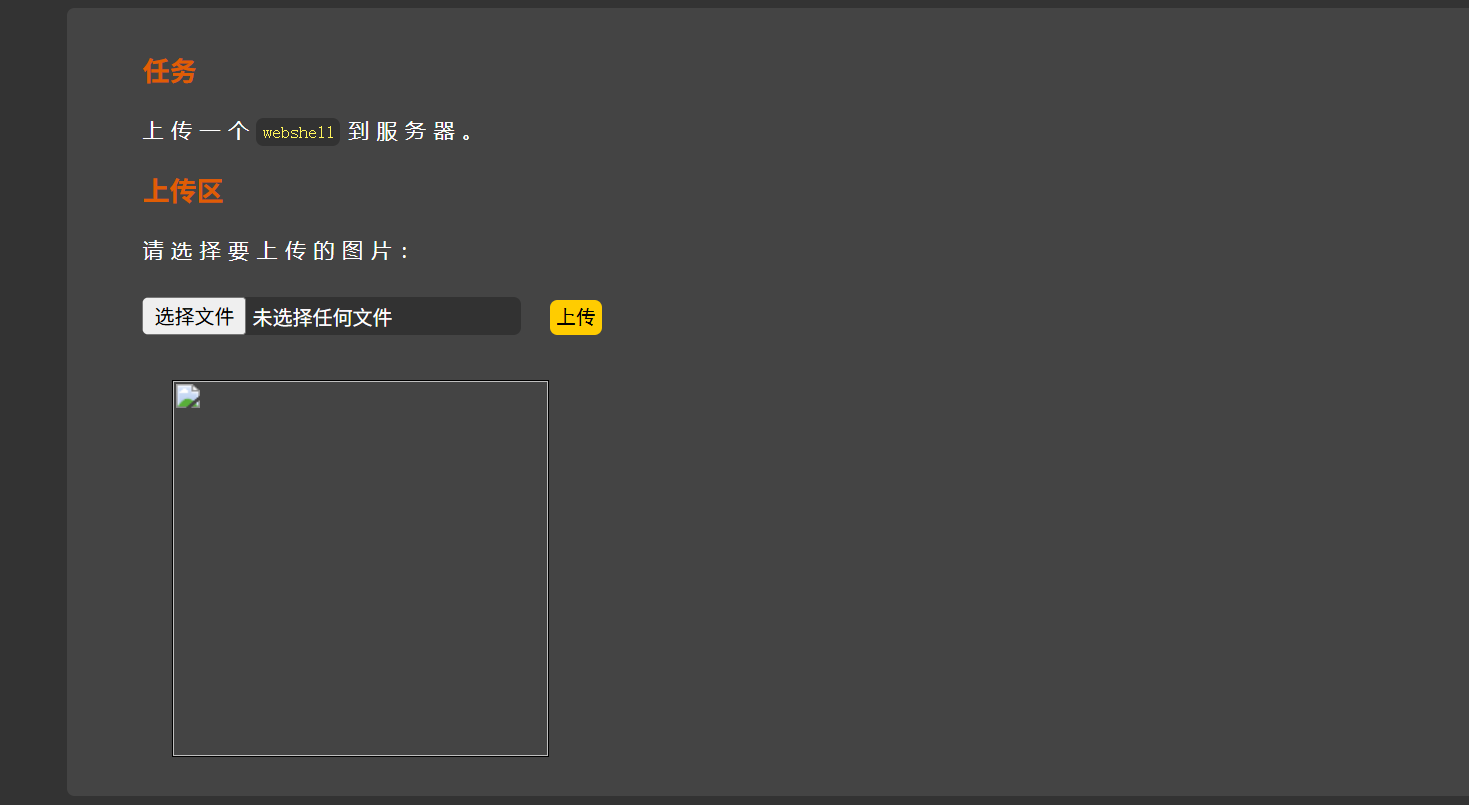 任务
上传一个 webshell 到服务器。
上传区
请选择要上传的图片：
选择文件 未选择任何文件 上传